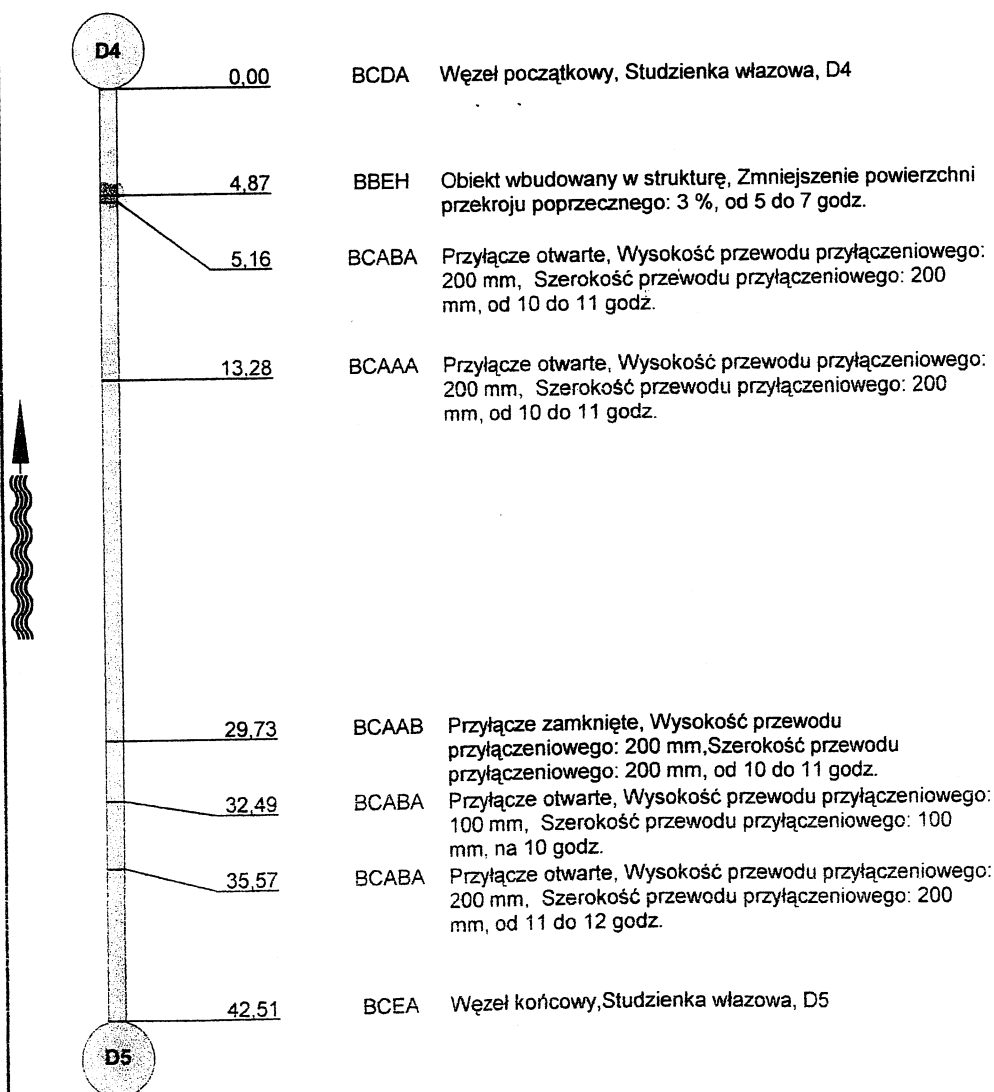 D4
0,00 BCDA Węzeł początkowy, Studzienka włazowa, D4
4,87 BBEH Obiekt wbudowany w strukturę, Zmniejszenie powierzchni
przekroju poprzecznego: 3 %, od 5 do 7 godz.
5,16 BCABA Przyłącze otwarte, Wysokość przewodu przyłączeniowego:
200 mm, Szerokość przewodu przyłączeniowego: 200
mm, od 10 do 11 godz.
13,28 BCAAA Przyłącze otwarte, Wysokość przewodu przyłączeniowego:
200 mm, Szerokość przewodu przyłączeniowego: 200
mm, od 10 do 11 godz.
29,73 BCAAB Przyłącze zamknięte, Wysokość przewodu
przyłączeniowego: 200 mm,Szerokość przewodu
przyłączeniowego: 200 mm, od 10 do 11 godz.
32,49 BCABA Przyłącze otwarte, Wysokość przewodu przyłączeniowego:
100 mm, Szerokość przewodu przyłączeniowego: 100
mm, na 10 godz.
35,57 BCABA Przyłącze otwarte, Wysokość przewodu przyłączeniowego:
200 mm, Szerokość przewodu przyłączeniowego: 200
mm, od 11 do 12 godz.
42,51 BCEA Węzeł końcowy,Studzienka włazowa, D5
D5